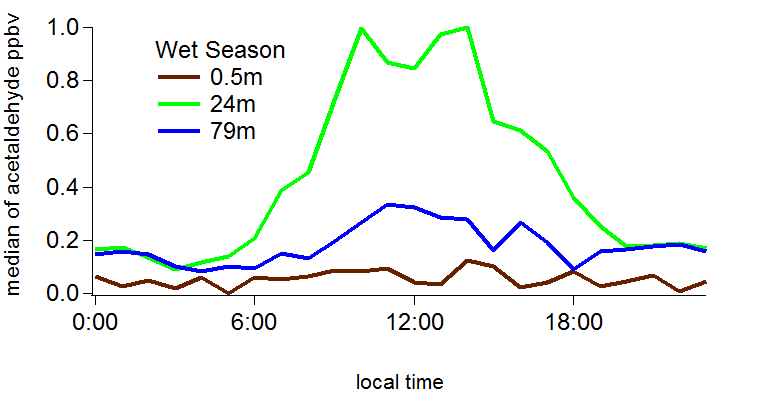 median of acetaldehyde ppbv
1.0
0.8
0.6
0.4
0.2
0.0
Wet Season
0.5m
24m
79m
0:00
6:00
12:00
18:00
local time